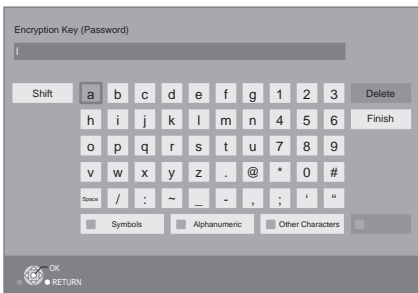 Encryption Key (Password)
Shift a b c d e f g 1 2 3 Delete
h i j k l m n 4 5 6 Finish
o p q r s t u 7 8 9
v w x y z . @ * 0 #
Space / : ~ _ - , ; ‘ “
Symbols Alphanumeric Other Characters
OK
RETURN